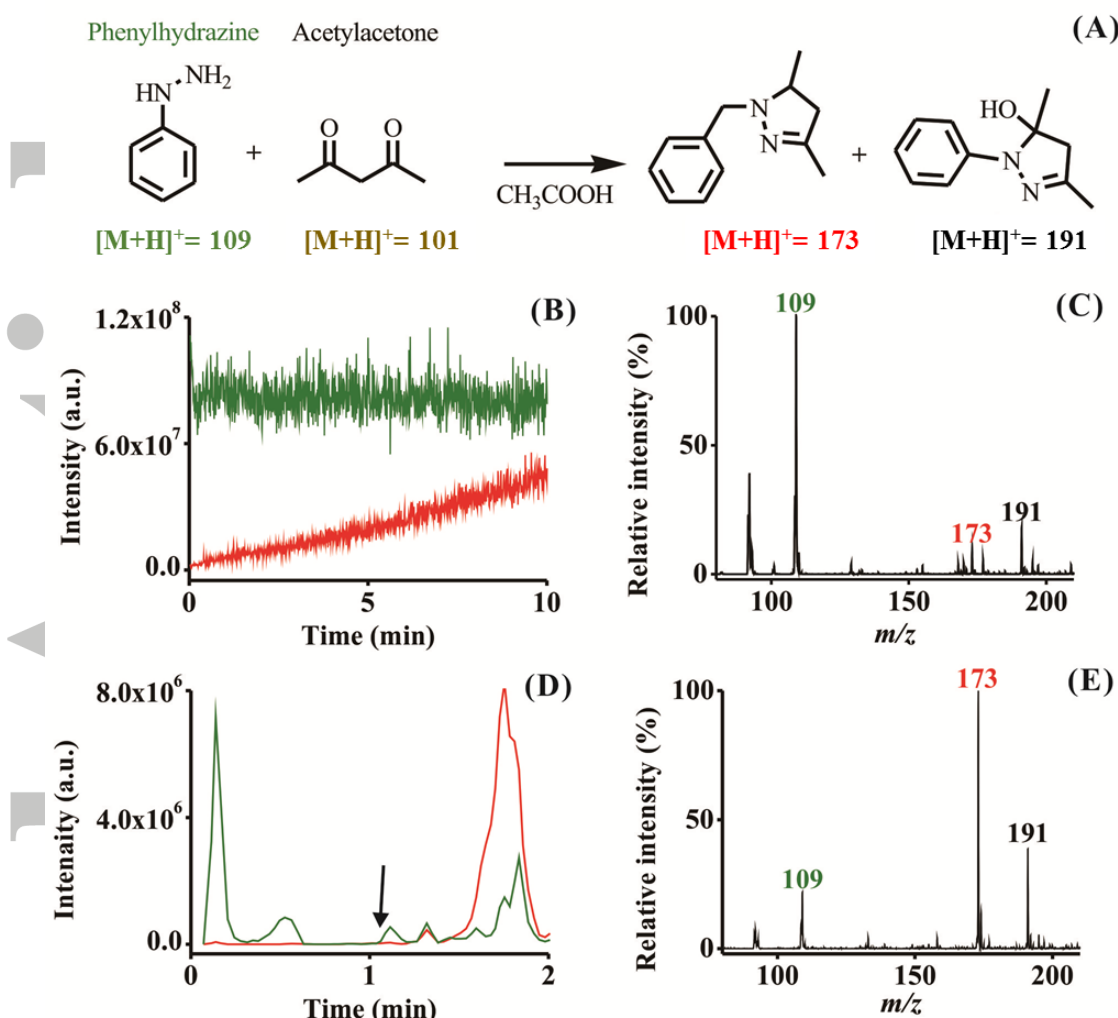 Phenylhydrazine Acetylacetone (A)
HN NH2 O O N N HO N N
+ CH3COOH +
[M+H]+= 109 [M+H]+= 101 [M+H]+= 173 [M+H]+= 191
(B)
1.2x10^8
6.0x10^7
0.0
Intensity (a.u.)
0 5 10
Time (min)
(C)
109
173
191
100
50
0
Relative intensity (%)
100 150 200
m/z
(D)
8.0x10^6
4.0x10^6
0.0
Intenaity (a.u.)
0 1 2
Time (min)
(E)
173
191
109
100
50
0
Relative intensity (%)
100 150 200
m/z